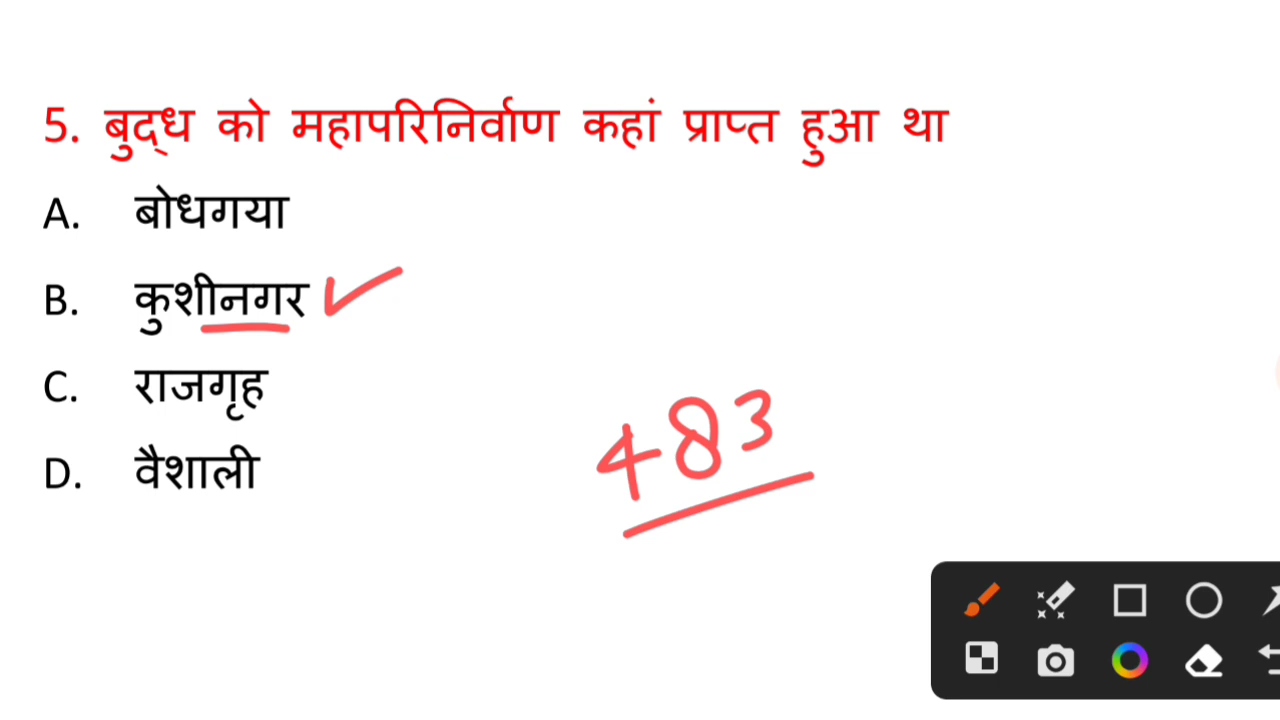 5. बुद्ध को महापरिनिर्वाण कहां प्राप्त हुआ था
A. बोधगया
B. कुशीनगर
C. राजगृह
D. वैशाली
483